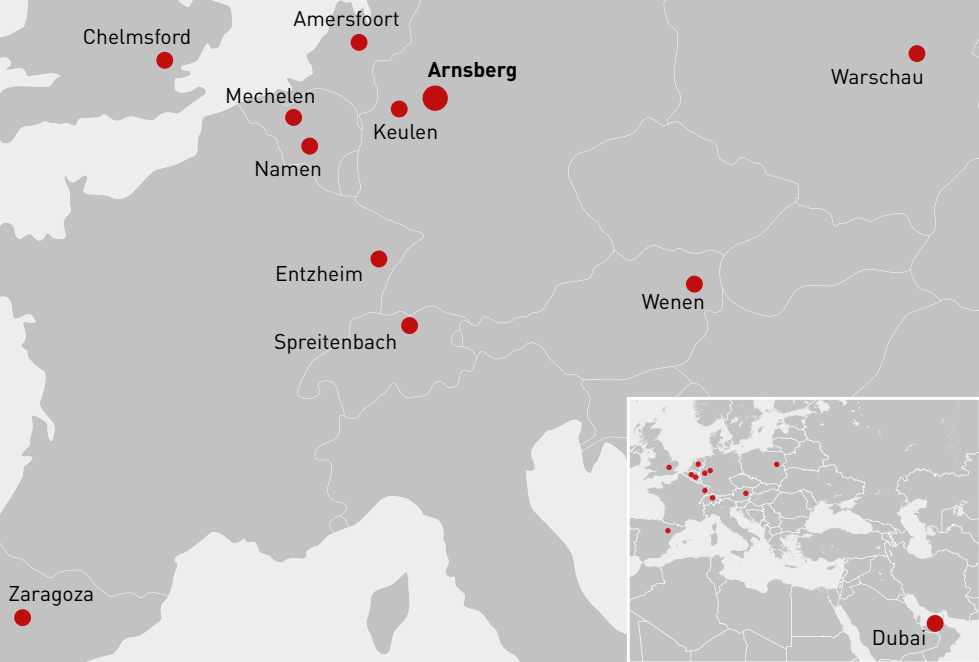 Amersfoort
Chelmsford
Arnsberg
Warschau
Mechelen
Keulen
Namen
Entzheim
Wenen
Spreitenbach
Zaragoza
Dubai